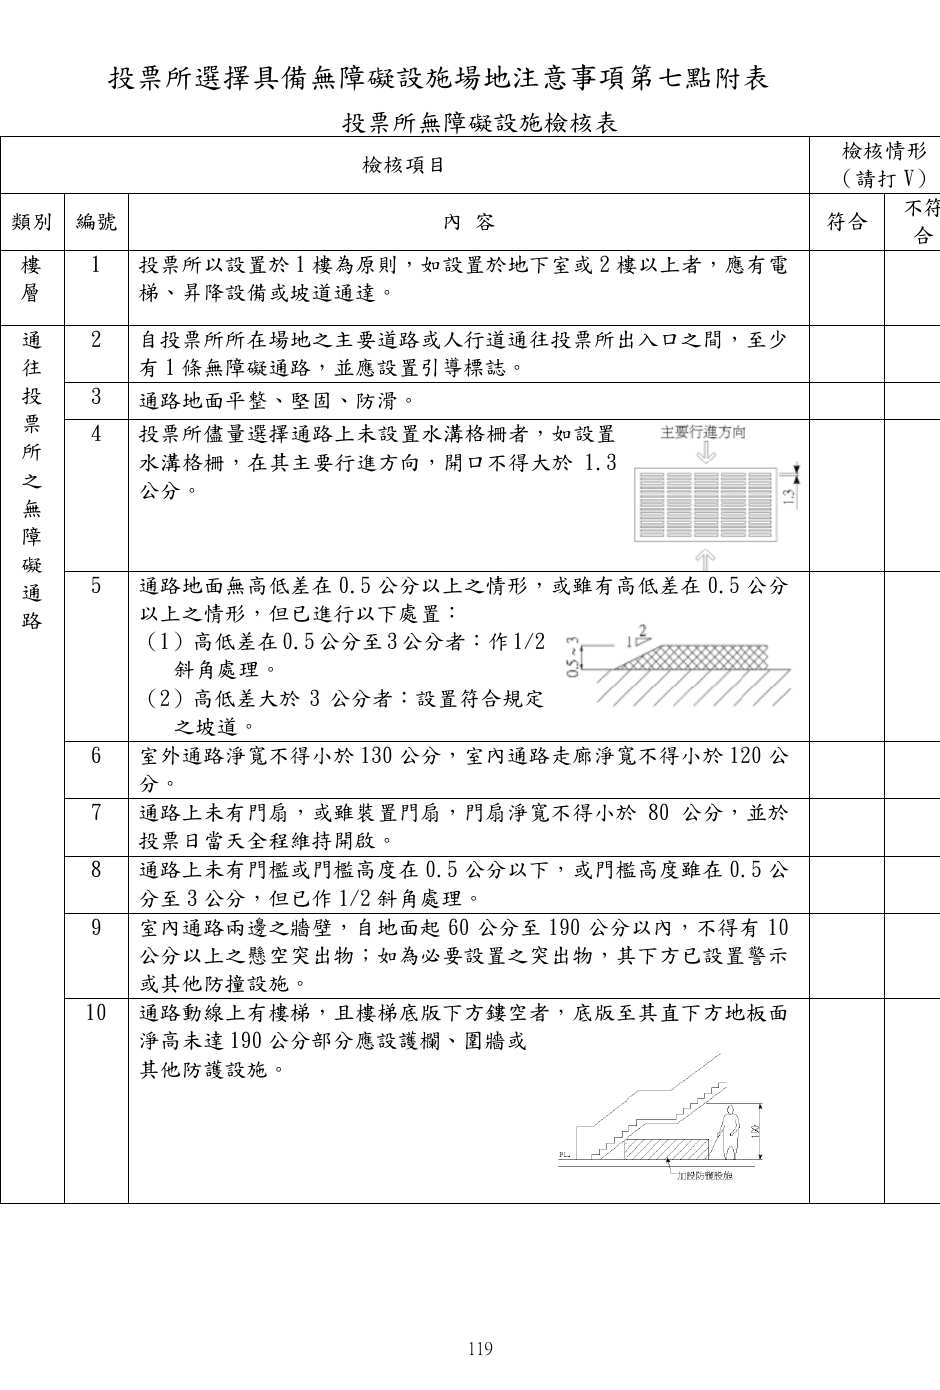 投票所選擇具備無障礙設施場地注意事項第七點附表
投票所無障礙設施檢核表
檢核項目
檢核情形
（請打 V）
類別
編號
內 容
符合
不符
合
樓
層
1
投票所以設置於 1 樓為原則，如設置於地下室或 2 樓以上者，應有電
梯、昇降設備或坡道通達。
通
往
投
票
所
之
無
障
礙
通
路
2
自投票所所在場地之主要道路或人行道通往投票所出入口之間，至少
有 1 條無障礙通路，並應設置引導標誌。
3
通路地面平整、堅固、防滑。
4
投票所儘量選擇通路上未設置水溝格柵者，如設置
水溝格柵，在其主要行進方向，開口不得大於 1.3
公分。
主要行進方向
1.3
5
通路地面無高低差在 0.5 公分以上之情形，或雖有高低差在 0.5 公分
以上之情形，但已進行以下處置：
（1）高低差在 0.5 公分至 3 公分者：作 1/2
斜角處理。
（2）高低差大於 3 公分者：設置符合規定
之坡道。
0.5~3
1
2
6
室外通路淨寬不得小於 130 公分，室內通路走廊淨寬不得小於 120 公
分。
7
通路上未有門扇，或雖裝置門扇，門扇淨寬不得小於 80 公分，並於
投票日當天全程維持開啟。
8
通路上未有門檻或門檻高度在 0.5 公分以下，或門檻高度雖在 0.5 公
分至 3 公分，但已作 1/2 斜角處理。
9
室內通路兩邊之牆壁，自地面起 60 公分至 190 公分以內，不得有 10
公分以上之懸空突出物；如為必要設置之突出物，其下方已設置警示
或其他防撞設施。
10
通路動線上有樓梯，且樓梯底版下方鏤空者，底版至其直下方地板面
淨高未達 190 公分部分應設護欄、圍牆或
其他防護設施。
190
加設防護設施
119